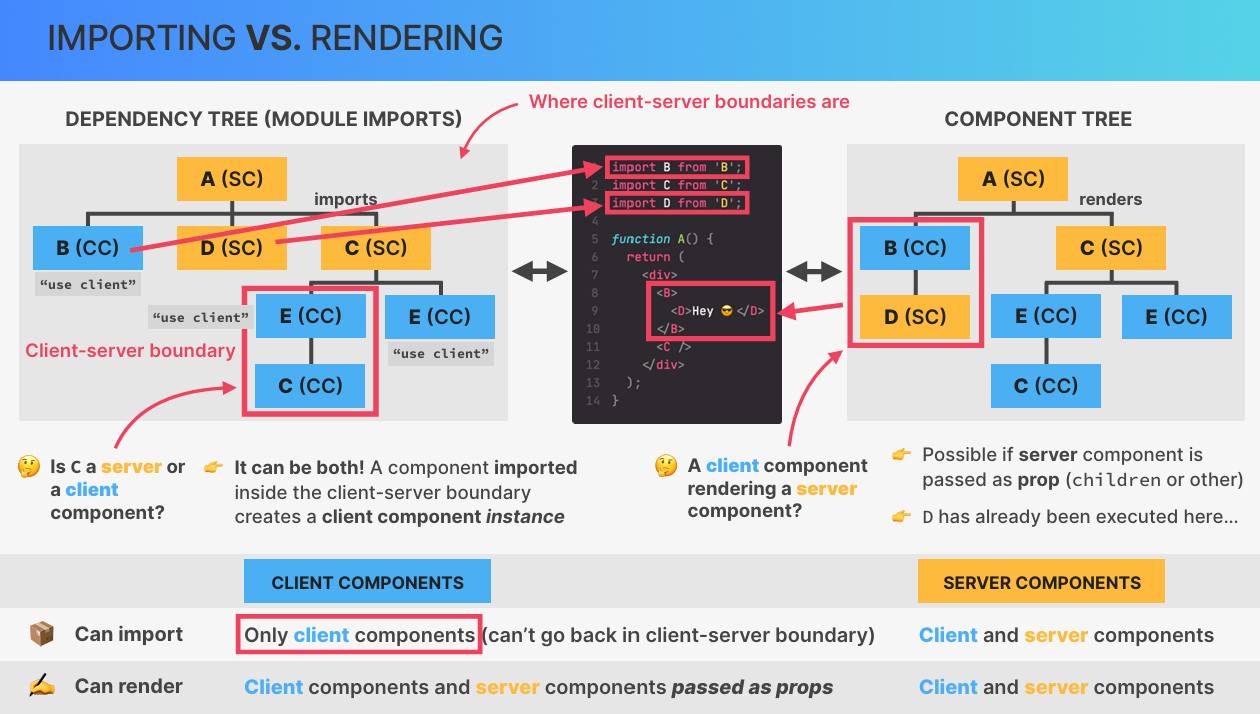 IMPORTING VS. RENDERING
Where client-server boundaries are
DEPENDENCY TREE (MODULE IMPORTS)
A (SC)
imports
B (CC)
D (SC)
C (SC)
"use client"
"use client"
E (CC)
E (CC)
"use client"
Client-server boundary
C (CC)
1 import B from 'B';
2 import C from 'C';
3 import D from 'D';
4
5 function A() {
6 return (
7 <div>
8 <B>
9 <D>Hey 😎</D>
10 </B>
11 <C />
12 </div>
13 );
14 }
COMPONENT TREE
A (SC)
renders
B (CC)
C (SC)
D (SC)
E (CC)
E (CC)
C (CC)
🤔 Is C a server or
a client
component?
👉 It can be both! A component imported
inside the client-server boundary
creates a client component instance
🤔 A client component
rendering a server
component?
👉 Possible if server component is
passed as prop (children or other)
👉 D has already been executed here...
CLIENT COMPONENTS
SERVER COMPONENTS
📦 Can import
Only client components (can't go back in client-server boundary)
Client and server components
✍️ Can render
Client components and server components passed as props
Client and server components